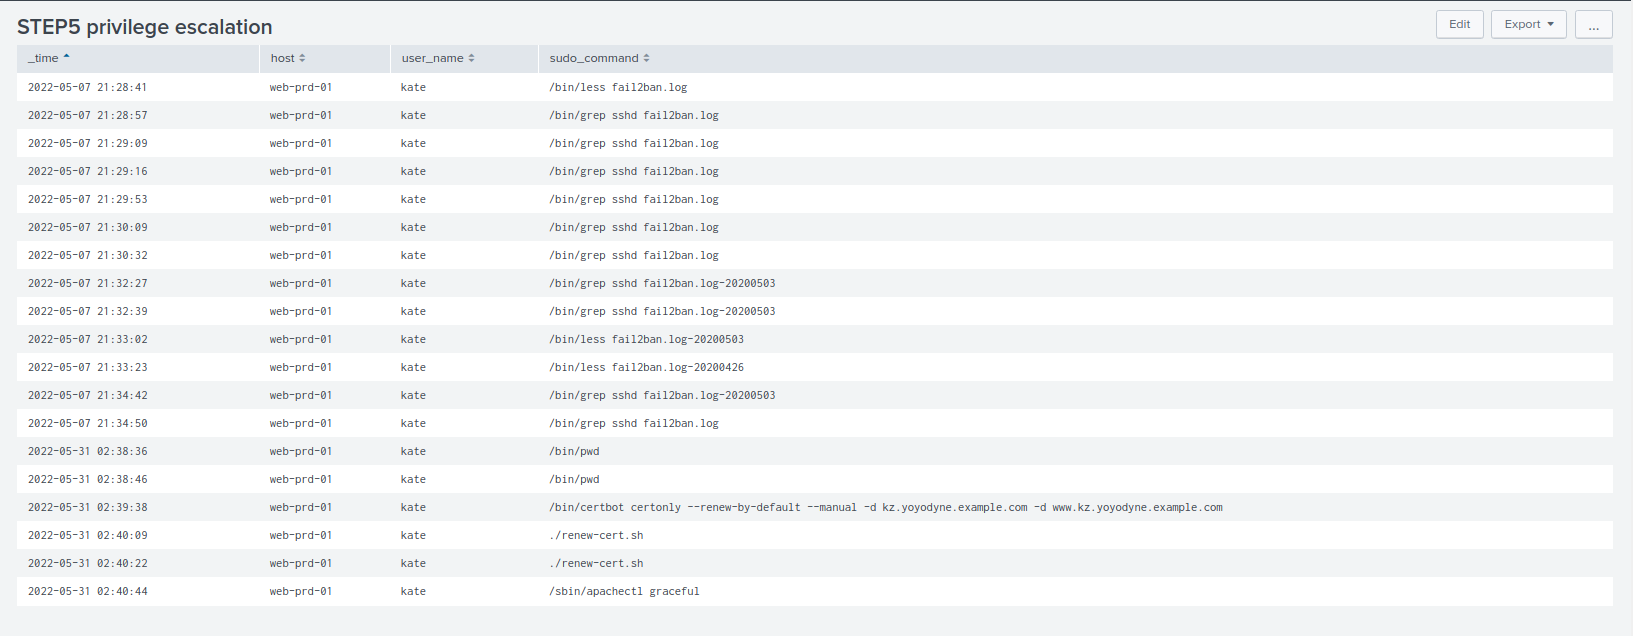 STEP5 privilege escalation
Edit Export ...
_time host user_name sudo_command
2022-05-07 21:28:41 web-prd-01 kate /bin/less fail2ban.log
2022-05-07 21:28:57 web-prd-01 kate /bin/grep sshd fail2ban.log
2022-05-07 21:29:09 web-prd-01 kate /bin/grep sshd fail2ban.log
2022-05-07 21:29:16 web-prd-01 kate /bin/grep sshd fail2ban.log
2022-05-07 21:29:53 web-prd-01 kate /bin/grep sshd fail2ban.log
2022-05-07 21:30:09 web-prd-01 kate /bin/grep sshd fail2ban.log
2022-05-07 21:30:32 web-prd-01 kate /bin/grep sshd fail2ban.log
2022-05-07 21:32:27 web-prd-01 kate /bin/grep sshd fail2ban.log-20200503
2022-05-07 21:32:39 web-prd-01 kate /bin/grep sshd fail2ban.log-20200503
2022-05-07 21:33:02 web-prd-01 kate /bin/less fail2ban.log-20200503
2022-05-07 21:33:23 web-prd-01 kate /bin/less fail2ban.log-20200426
2022-05-07 21:34:42 web-prd-01 kate /bin/grep sshd fail2ban.log-20200503
2022-05-07 21:34:50 web-prd-01 kate /bin/grep sshd fail2ban.log
2022-05-31 02:38:36 web-prd-01 kate /bin/pwd
2022-05-31 02:38:46 web-prd-01 kate /bin/pwd
2022-05-31 02:39:38 web-prd-01 kate /bin/certbot certonly --renew-by-default --manual -d kz.yoyodyne.example.com -d www.kz.yoyodyne.example.com
2022-05-31 02:40:09 web-prd-01 kate ./renew-cert.sh
2022-05-31 02:40:22 web-prd-01 kate ./renew-cert.sh
2022-05-31 02:40:44 web-prd-01 kate /sbin/apachectl graceful